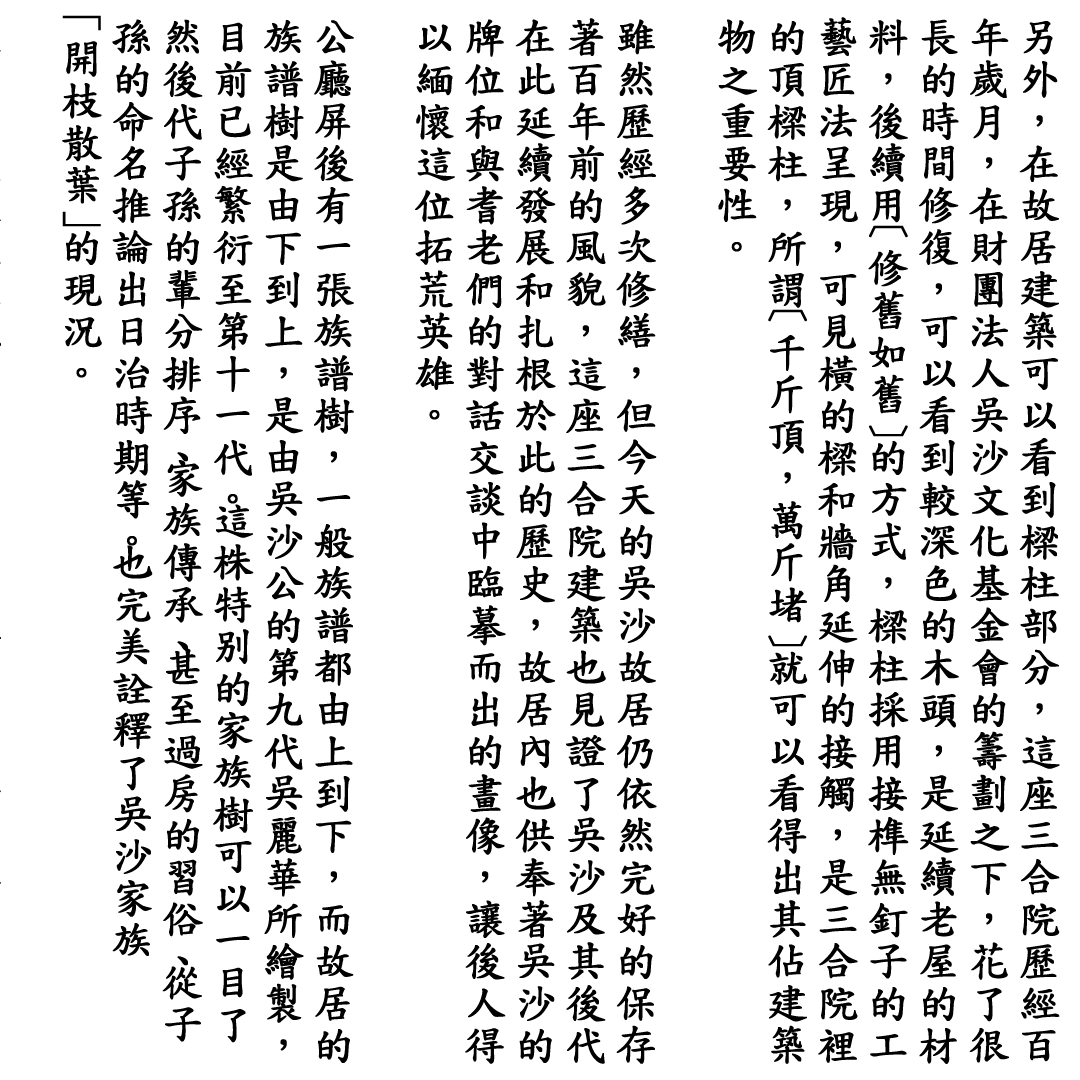 另外，在故居建築可以看到樑柱部分，這座三合院歷經百
年歲月，在財團法人吳沙文化基金會的籌劃之下，花了很
長的時間修復，可以看到較深色的木頭，是延續老屋的材
料，後續用﹝修舊如舊﹞的方式，樑柱採用接榫無釘子的工
藝匠法呈現，可見橫的樑和牆角延伸的接觸，是三合院裡
的頂樑柱，所謂﹝千斤頂，萬斤堵﹞就可以看得出其佔建築
物之重要性。
雖然歷經多次修繕，但今天的吳沙故居仍依然完好的保存
著百年前的風貌，這座三合院建築也見證了吳沙及其後代
在此延續發展和扎根於此的歷史，故居內也供奉著吳沙的
牌位和與耆老們的對話交談中臨摹而出的畫像，讓後人得
以緬懷這位拓荒英雄。
公廳屏後有一張族譜樹，一般族譜都由上到下，而故居的
族譜樹是由下到上，是由吳沙公的第九代吳麗華所繪製，
目前已經繁衍至第十一代。這株特別的家族樹可以一目了
然後代子孫的輩分排序、家族傳承、甚至過房的習俗、從子
孫的命名推論出日治時期等。也完美詮釋了吳沙家族
「開枝散葉」的現況。